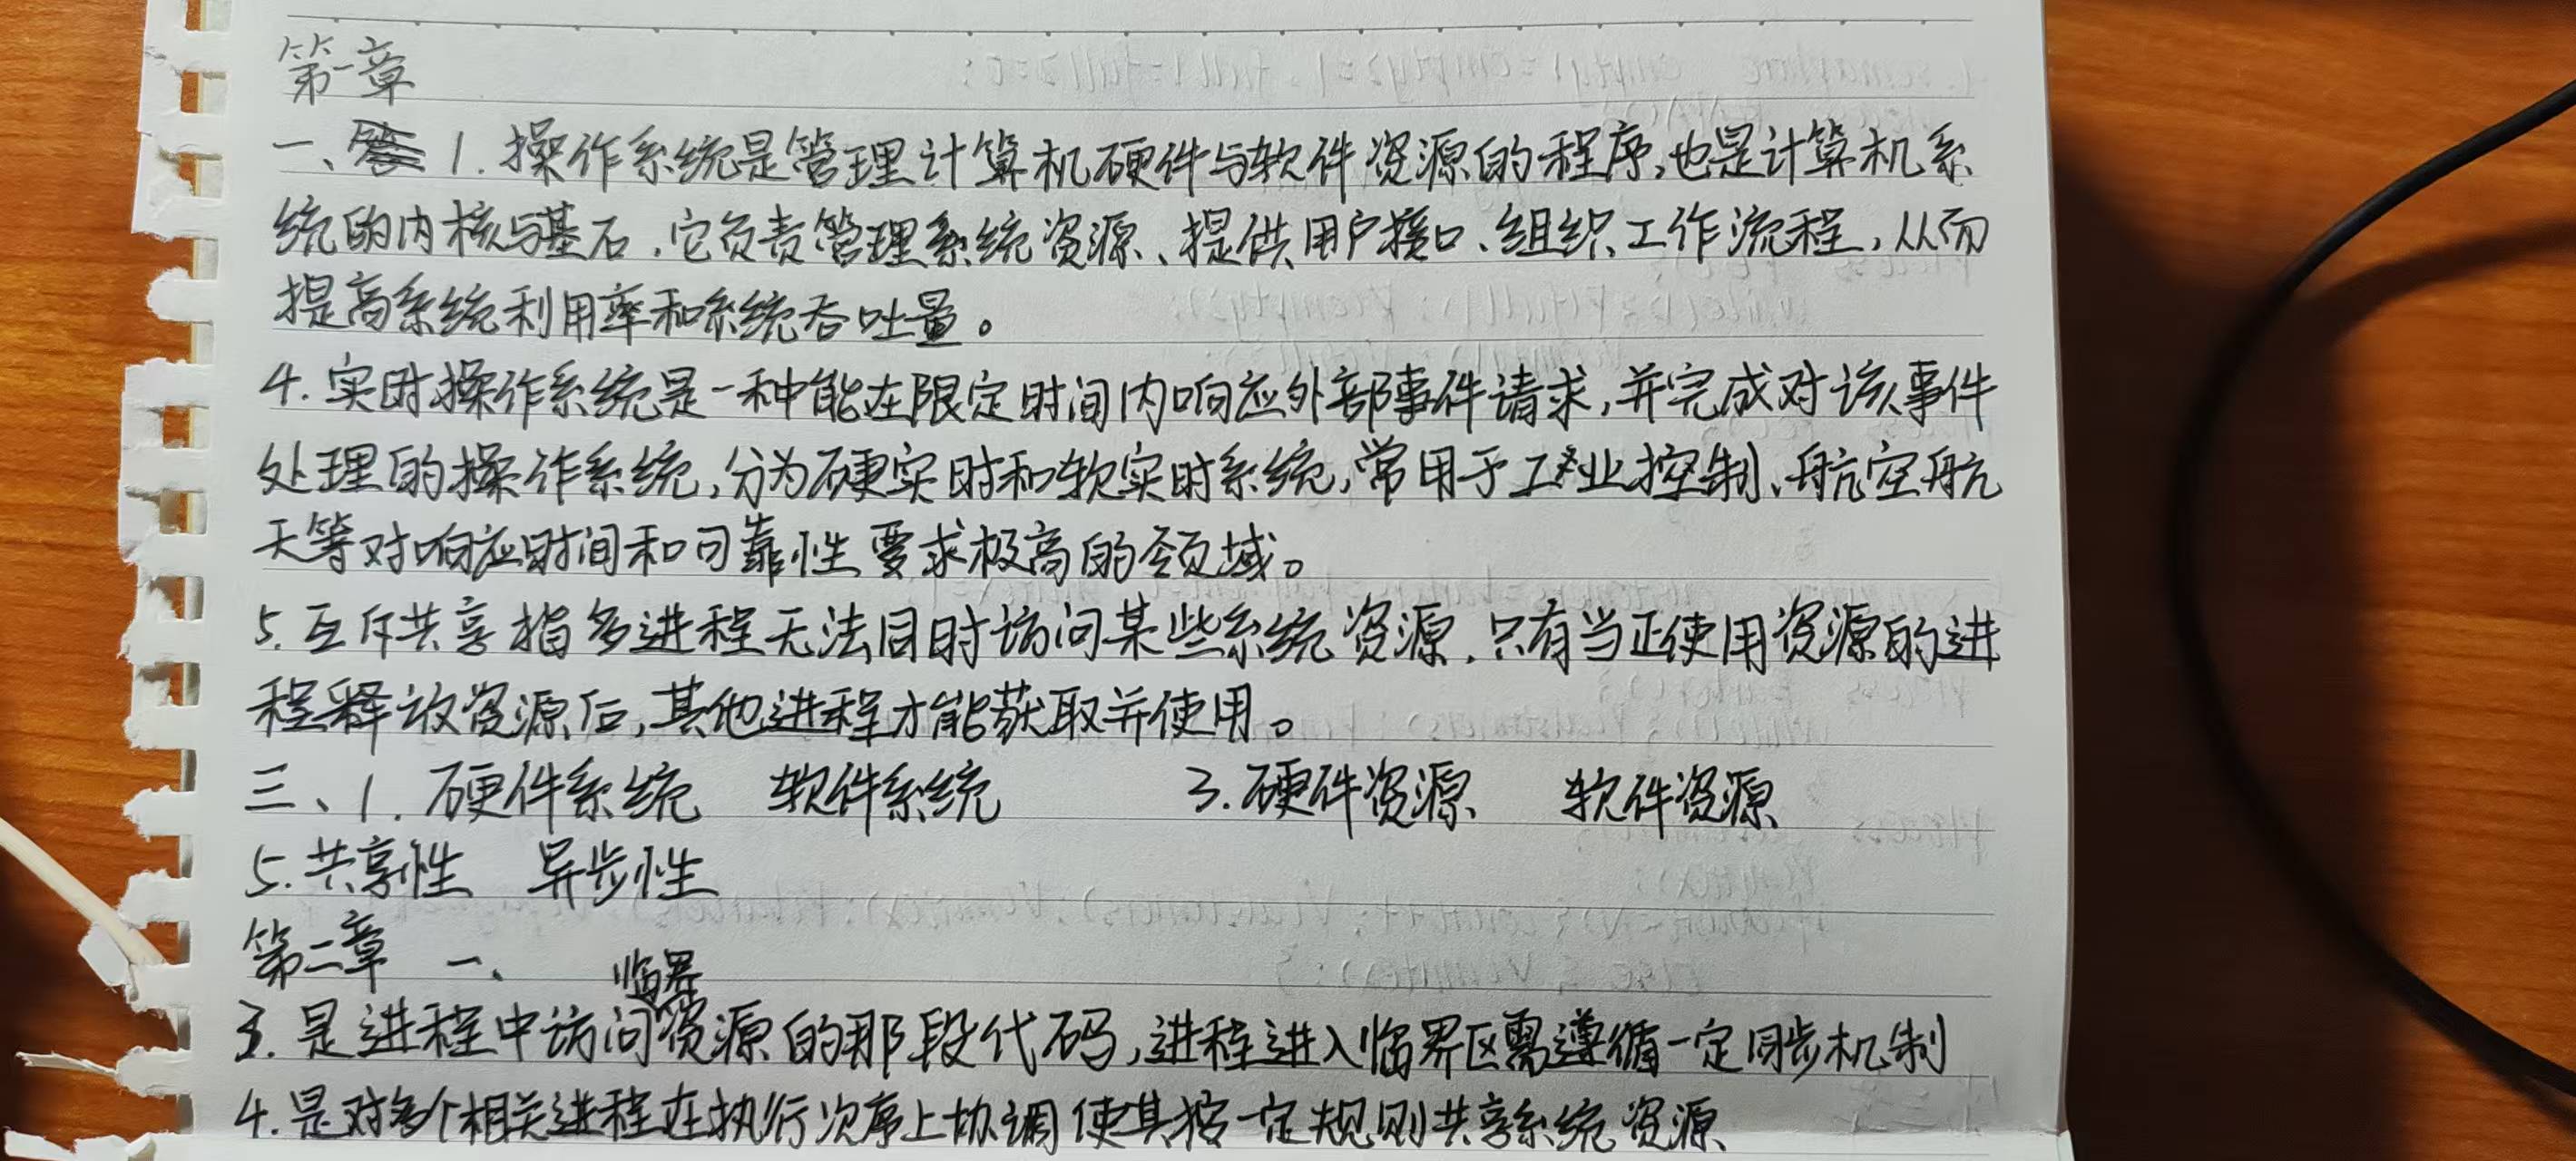 第一章
一、1. 操作系统是管理计算机硬件与软件资源的程序,也是计算机系
统的内核与基石,它负责管理系统资源、提供用户接口、组织工作流程,从而
提高系统利用率和系统吞吐量。
4. 实时操作系统是一种能在限定时间内响应外部事件请求,并完成对该事件
处理的操作系统,分为硬实时和软实时系统,常用于工业控制、航空航
天等对响应时间和可靠性要求极高的领域。
5. 互斥共享指多进程无法同时访问某些系统资源,只有当正使用资源的进
程释放资源后,其他进程才能获取并使用。
三、1. 硬件系统 软件系统 3. 硬件资源 软件资源
5. 共享性 异步性
第二章 一、
3. 是进程中访问临界资源的那段代码,进程进入临界区需遵循一定同步机制
4. 是对多个相关进程在执行次序上协调使其按一定规则共享系统资源